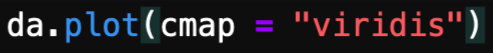 da.plot(cmap = "viridis")